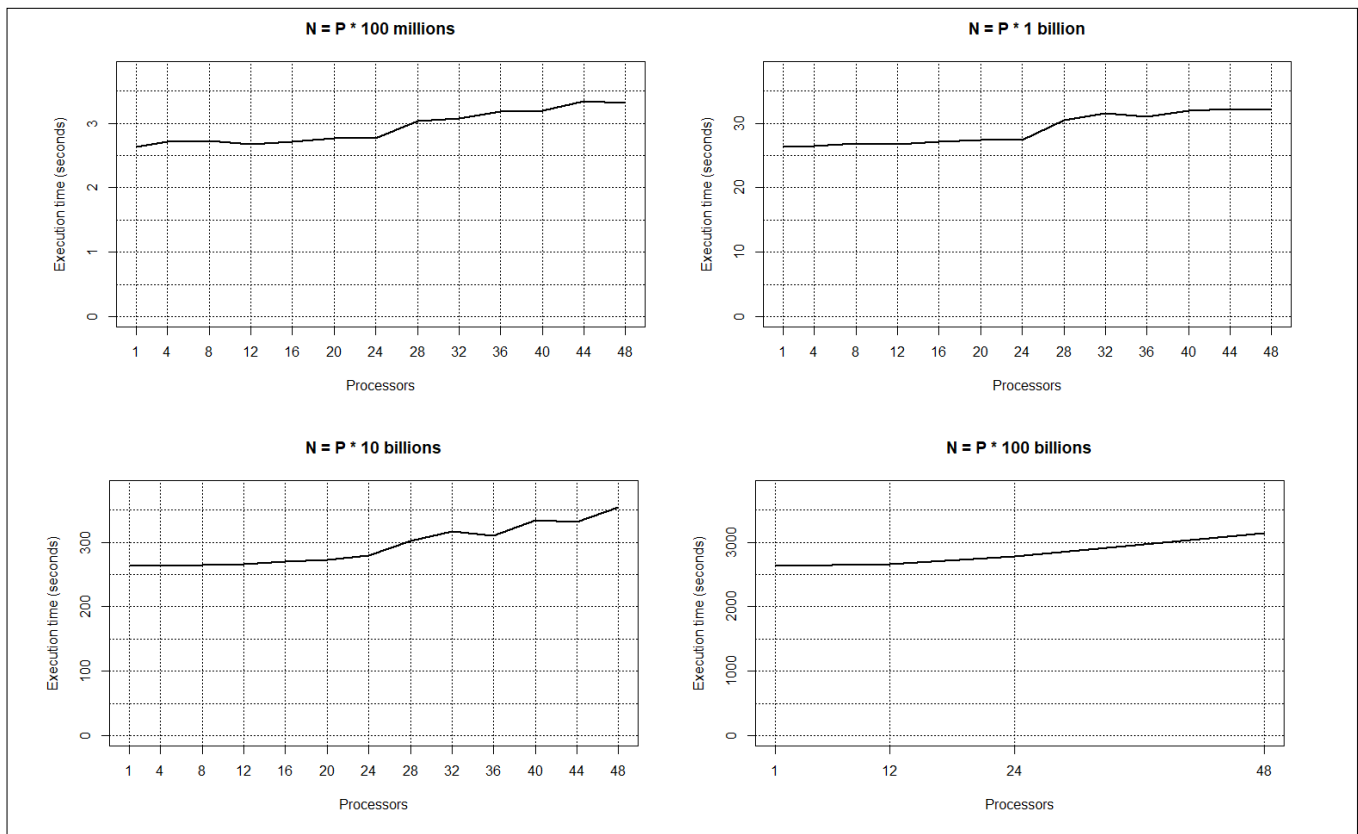 N = P * 100 millions
Execution time (seconds)
3
2
1
0
1 4 8 12 16 20 24 28 32 36 40 44 48
Processors
N = P * 1 billion
Execution time (seconds)
30
20
10
0
1 4 8 12 16 20 24 28 32 36 40 44 48
Processors
N = P * 10 billions
Execution time (seconds)
300
200
100
0
1 4 8 12 16 20 24 28 32 36 40 44 48
Processors
N = P * 100 billions
Execution time (seconds)
3000
2000
1000
0
1 12 24 48
Processors